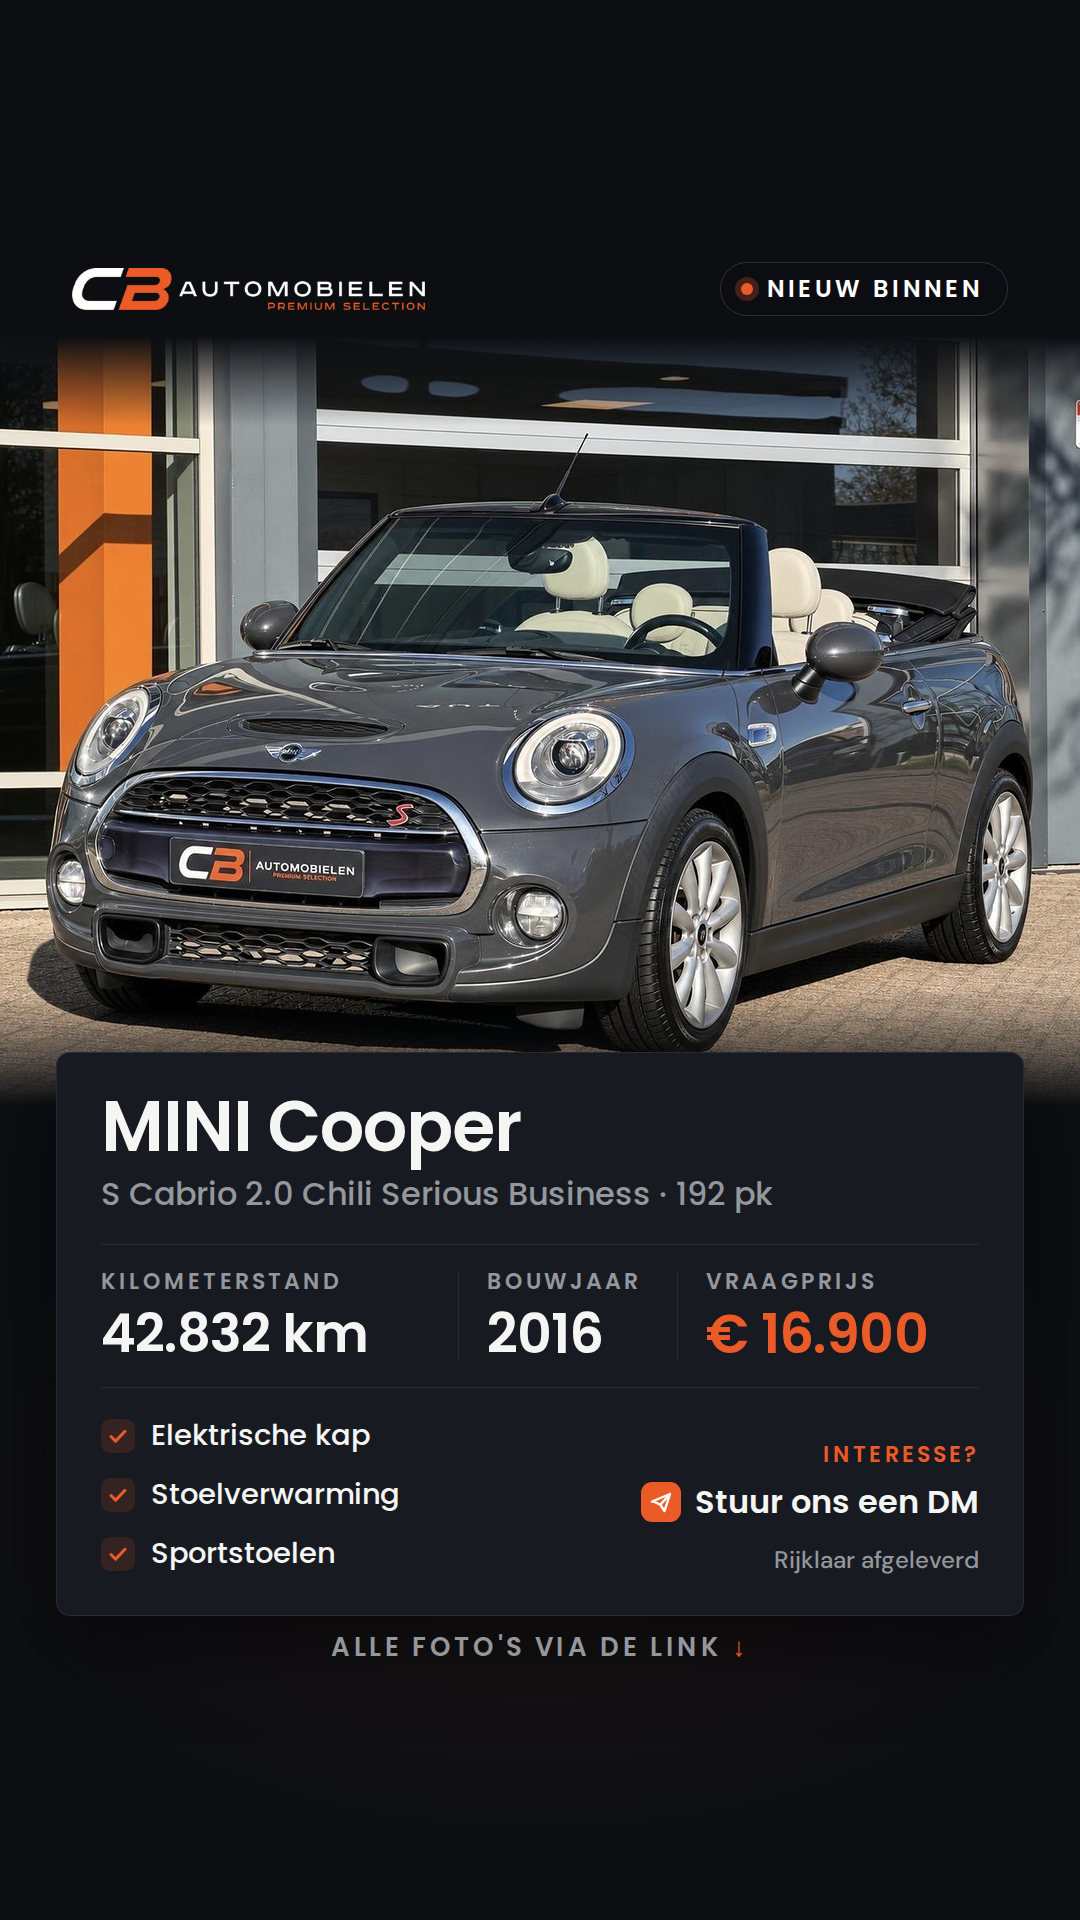 CB AUTOMOBIELEN
PREMIUM SELECTION
NIEUW BINNEN
S
CB AUTOMOBIELEN
PREMIUM SELECTION
MINI Cooper
S Cabrio 2.0 Chili Serious Business · 192 pk
KILOMETERSTAND
BOUWJAAR
VRAAGPRIJS
42.832 km
2016
€ 16.900
Elektrische kap
Stoelverwarming
Sportstoelen
INTERESSE?
Stuur ons een DM
Rijklaar afgeleverd
ALLE FOTO'S VIA DE LINK ↓